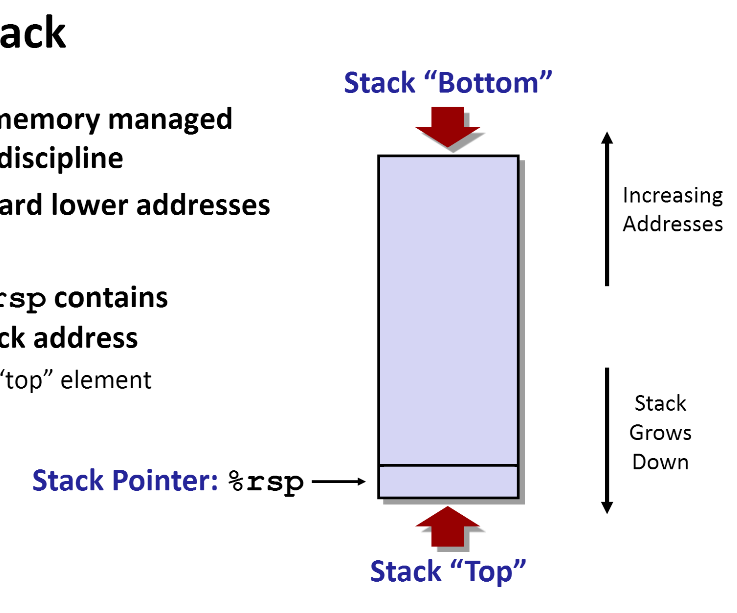 ack
memory managed
discipline
ard lower addresses
rsp contains
ck address
“top” element
Stack Pointer: %rsp
Stack “Bottom”
Increasing
Addresses
Stack
Grows
Down
Stack “Top”